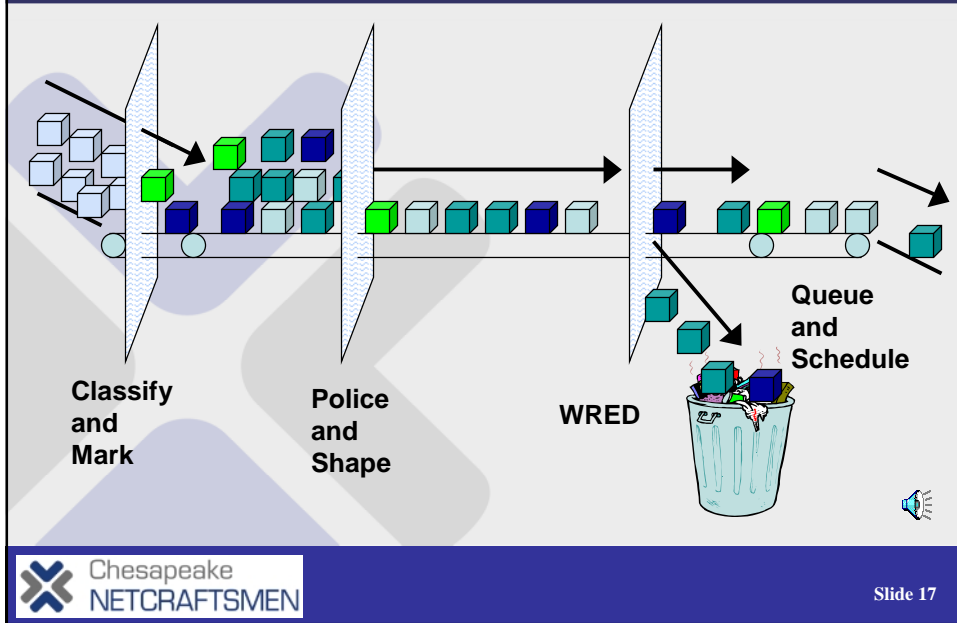 Classify
and
Mark
Police
and
Shape
WRED
Queue
and
Schedule
Chesapeake
NETCRAFTSMEN
Slide 17